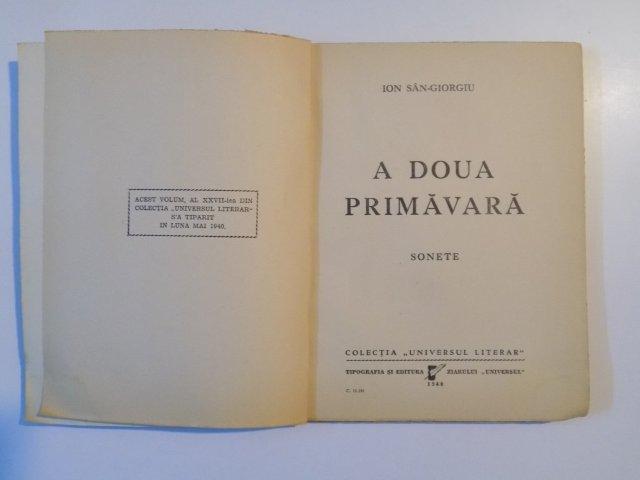 ACEST VOLUM, AL XXVII-lea DIN
COLECȚIA „UNIVERSUL LITERAR"
S'A TIPARIT
IN LUNA MAI 1940.
ION SÂN-GIORGIU
A DOUA
PRIMĂVARĂ
SONETE
COLECȚIA „UNIVERSUL LITERAR"
TIPOGRAFIA ȘI EDITURA ZIARULUI „UNIVERSUL"
1940